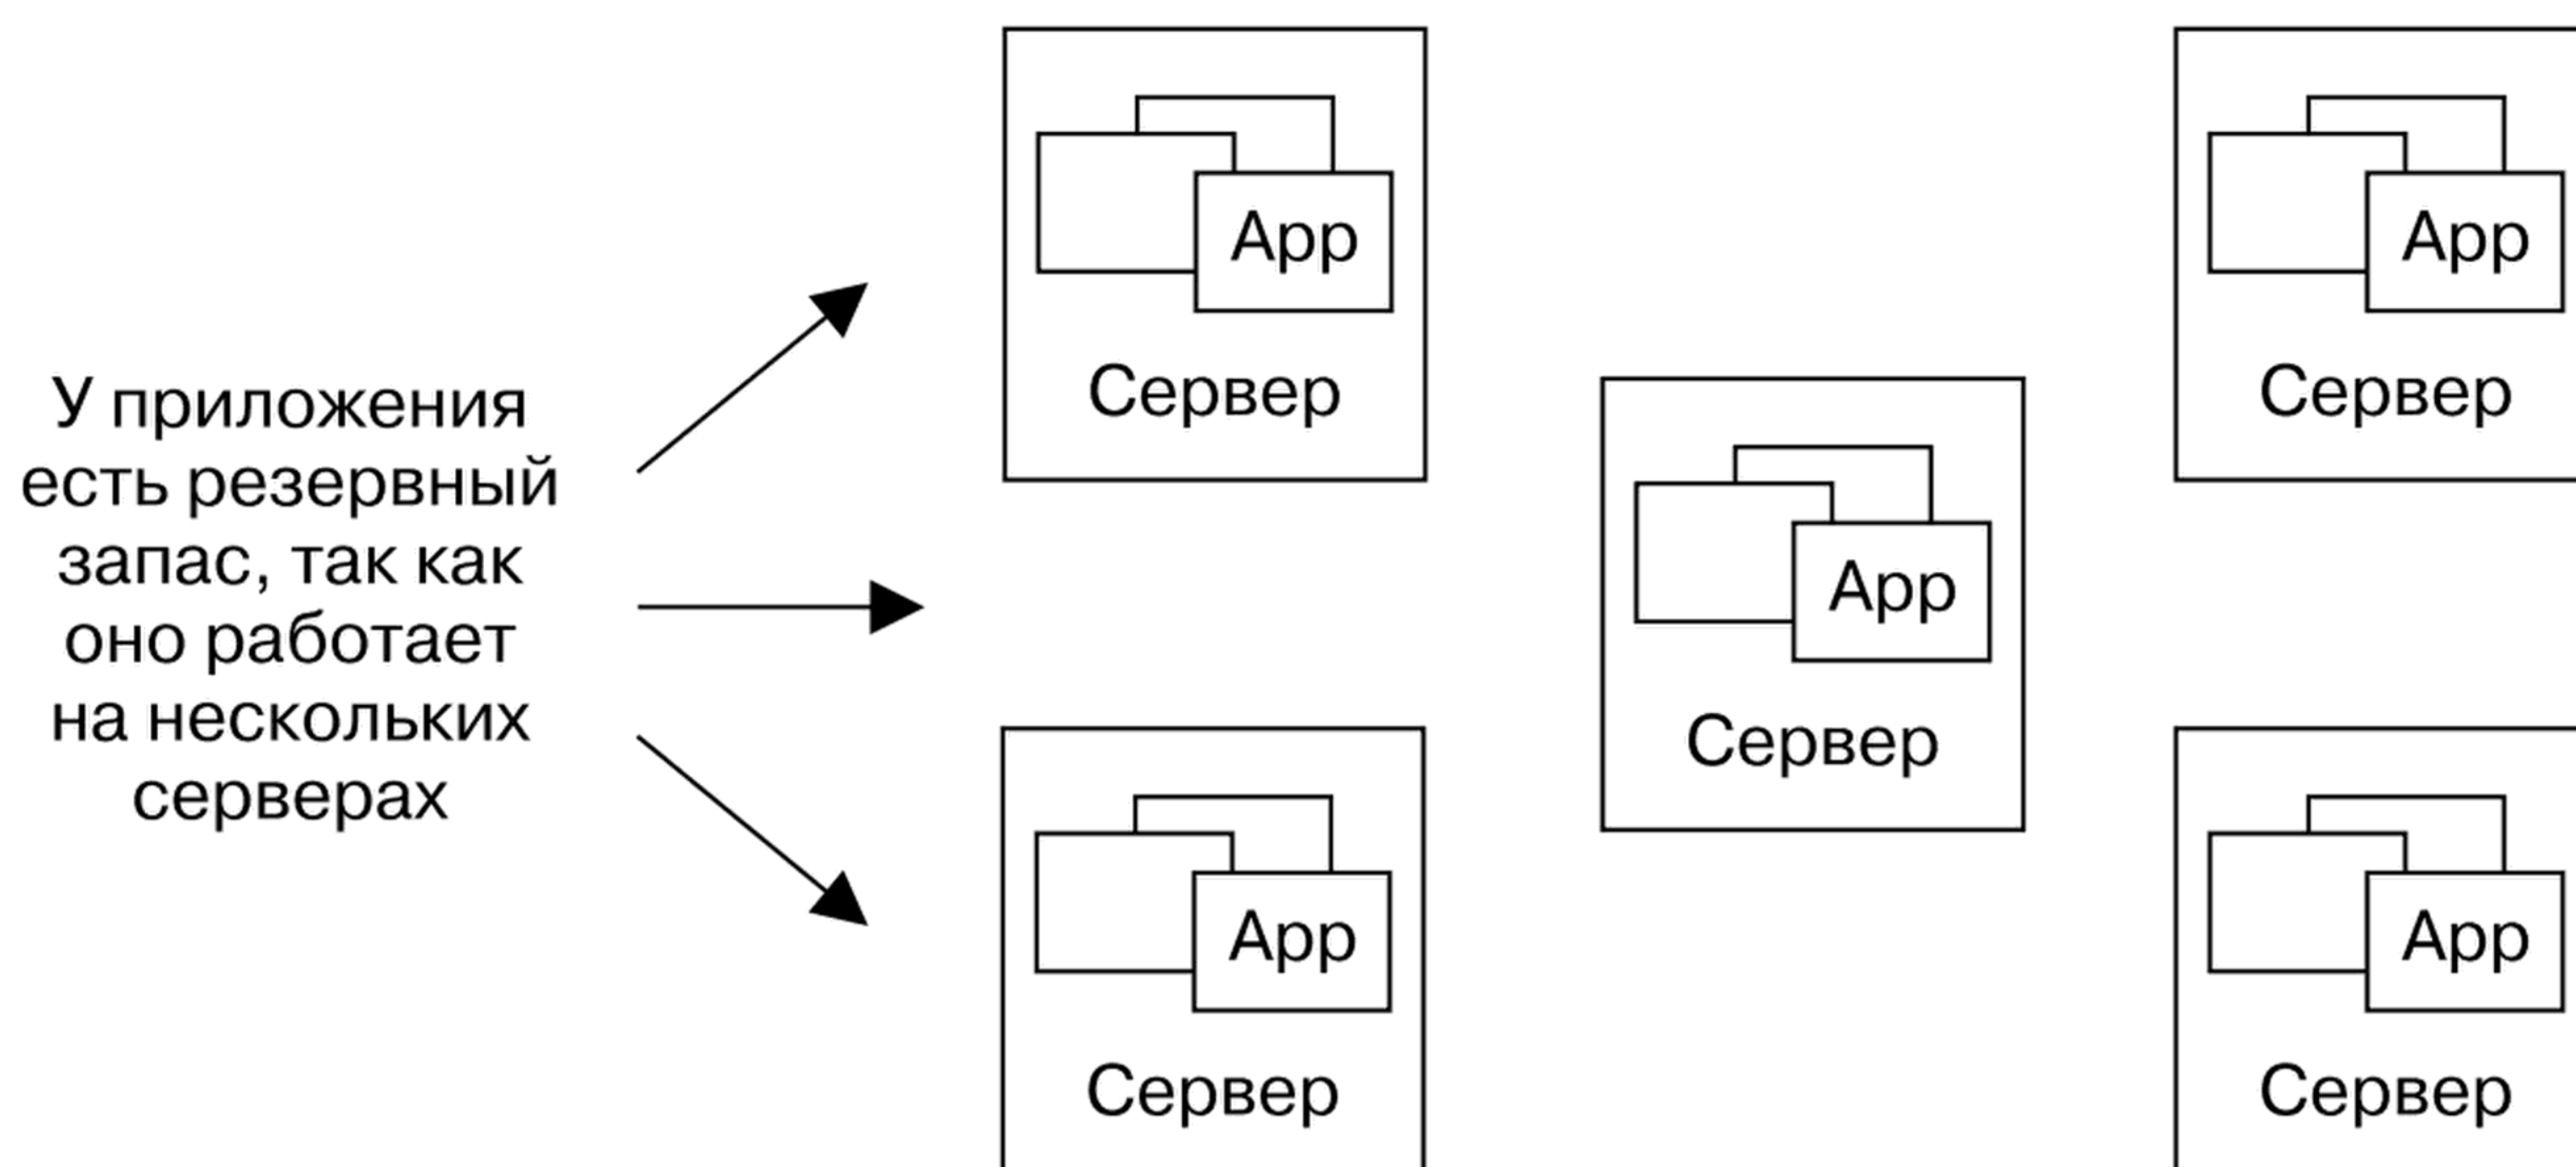 У приложения
есть резервный
запас, так как
оно работает
на нескольких
серверах
App
Сервер
App
Сервер
App
Сервер
App
Сервер
App
Сервер